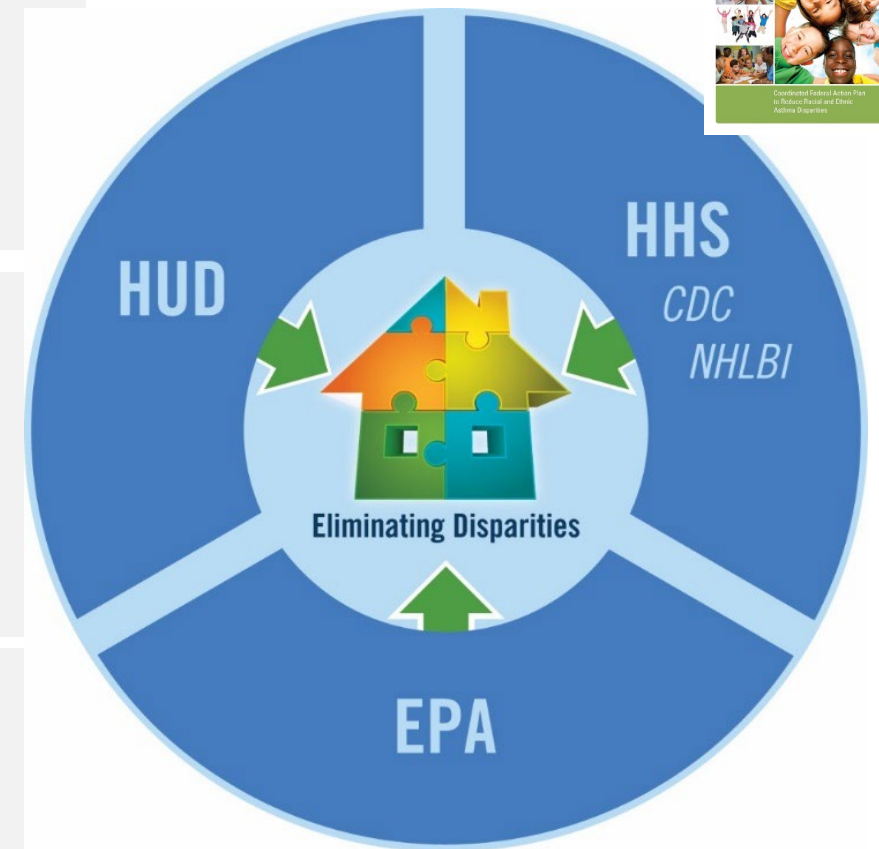 Coordinated Federal Action Plan
to Reduce Racial and Ethnic
Asthma Disparities
HUD
HHS
CDC
NHLBI
Eliminating Disparities
EPA